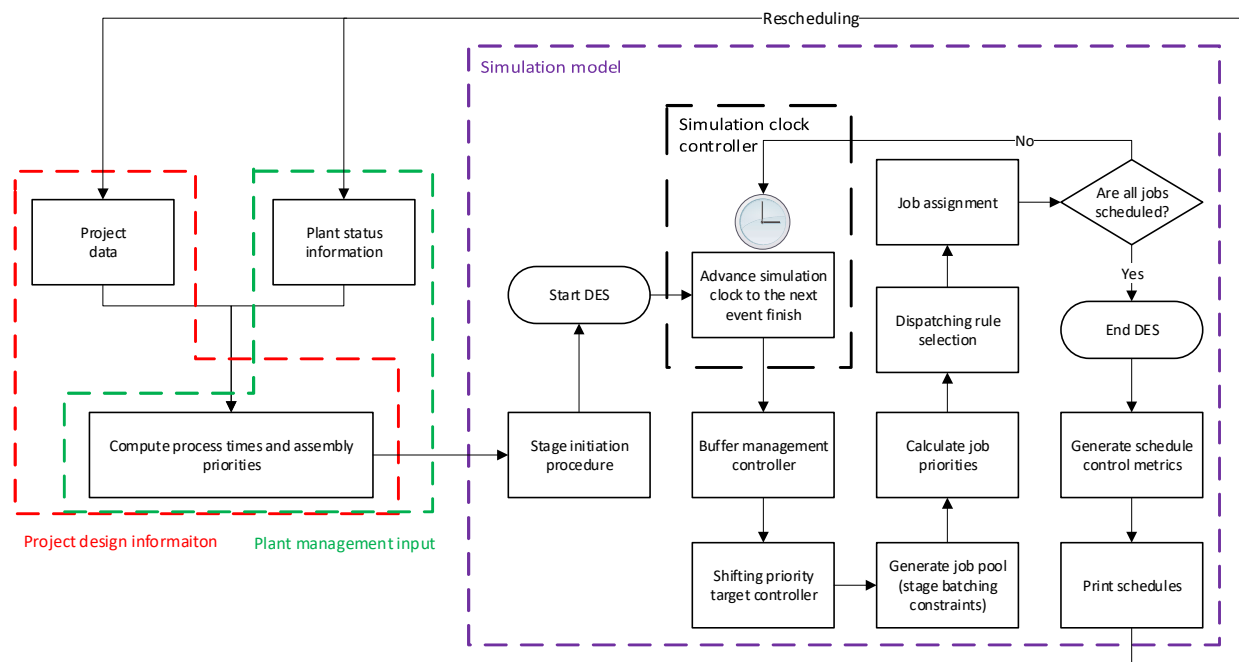 Rescheduling
Simulation model
Simulation clock
controller
No
Project
data
Plant status
information
Job assignment
Are all jobs
scheduled?
Start DES
Advance simulation
clock to the next
event finish
Yes
Dispatching rule
selection
End DES
Compute process times and assembly
priorities
Stage initiation
procedure
Buffer management
controller
Calculate job
priorities
Generate schedule
control metrics
Project design informaiton
Plant management input
Shifting priority
target controller
Generate job pool
(stage batching
constraints)
Print schedules